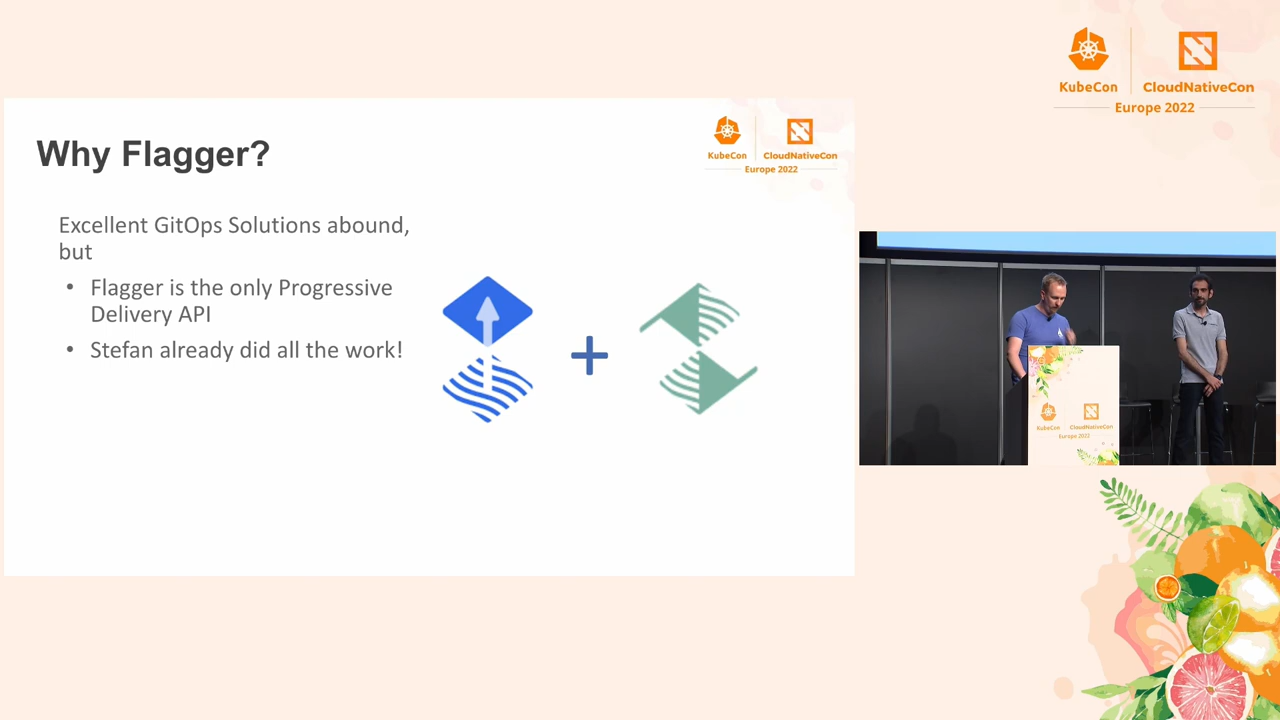 KubeCon
CloudNativeCon
Europe 2022
Why Flagger?
KubeCon
CloudNativeCon
Europe 2022
Excellent GitOps Solutions abound,
but
• Flagger is the only Progressive
Delivery API
• Stefan already did all the work!
KubeCon
CloudNativeCon
Europe 2022